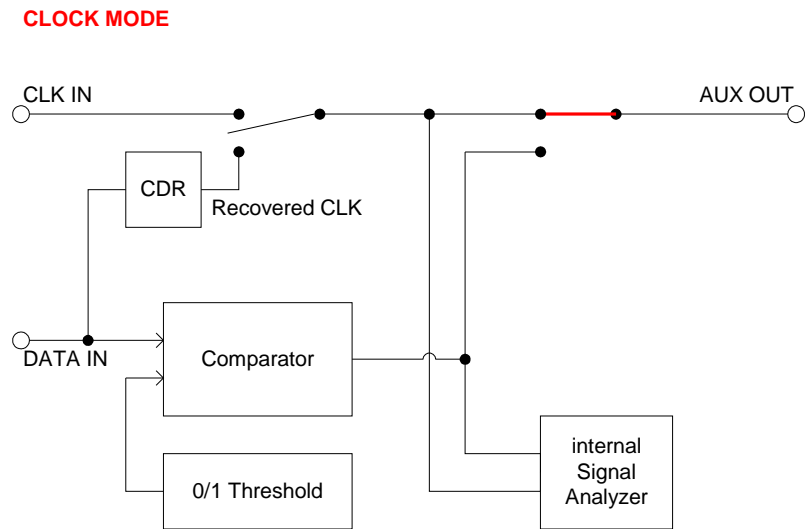 CLOCK MODE
CLK IN
AUX OUT
CDR
Recovered CLK
DATA IN
Comparator
0/1 Threshold
internal
Signal
Analyzer